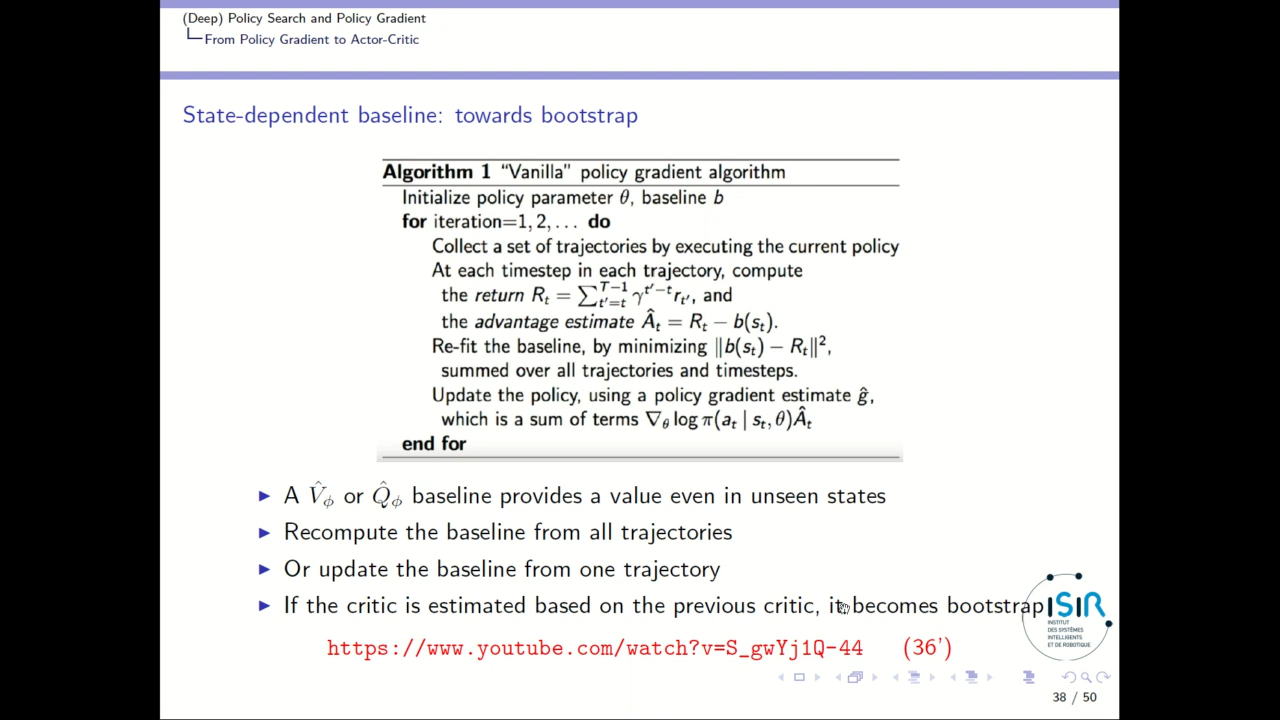 (Deep) Policy Search and Policy Gradient
From Policy Gradient to Actor-Critic
State-dependent baseline: towards bootstrap
Algorithm 1 “Vanilla” policy gradient algorithm
Initialize policy parameter θ, baseline b
for iteration=1, 2, . . . do
Collect a set of trajectories by executing the current policy
At each timestep in each trajectory, compute
the return R_t = ∑_{t'=t}^{T−1} γ^{t'−t} r_{t'}, and
the advantage estimate Â_t = R_t − b(s_t).
Re-fit the baseline, by minimizing ‖b(s_t) − R_t‖²,
summed over all trajectories and timesteps.
Update the policy, using a policy gradient estimate ĝ,
which is a sum of terms ∇_θ log π(a_t | s_t, θ)Â_t
end for
▶ A V̂_ϕ or Q̂_ϕ baseline provides a value even in unseen states
▶ Recompute the baseline from all trajectories
▶ Or update the baseline from one trajectory
▶ If the critic is estimated based on the previous critic, it becomes bootstrap
https://www.youtube.com/watch?v=S_gwYj1Q-44 (36')
ISIR
INSTITUT
DES SYSTÈMES
INTELLIGENTS
ET DE ROBOTIQUE
38 / 50